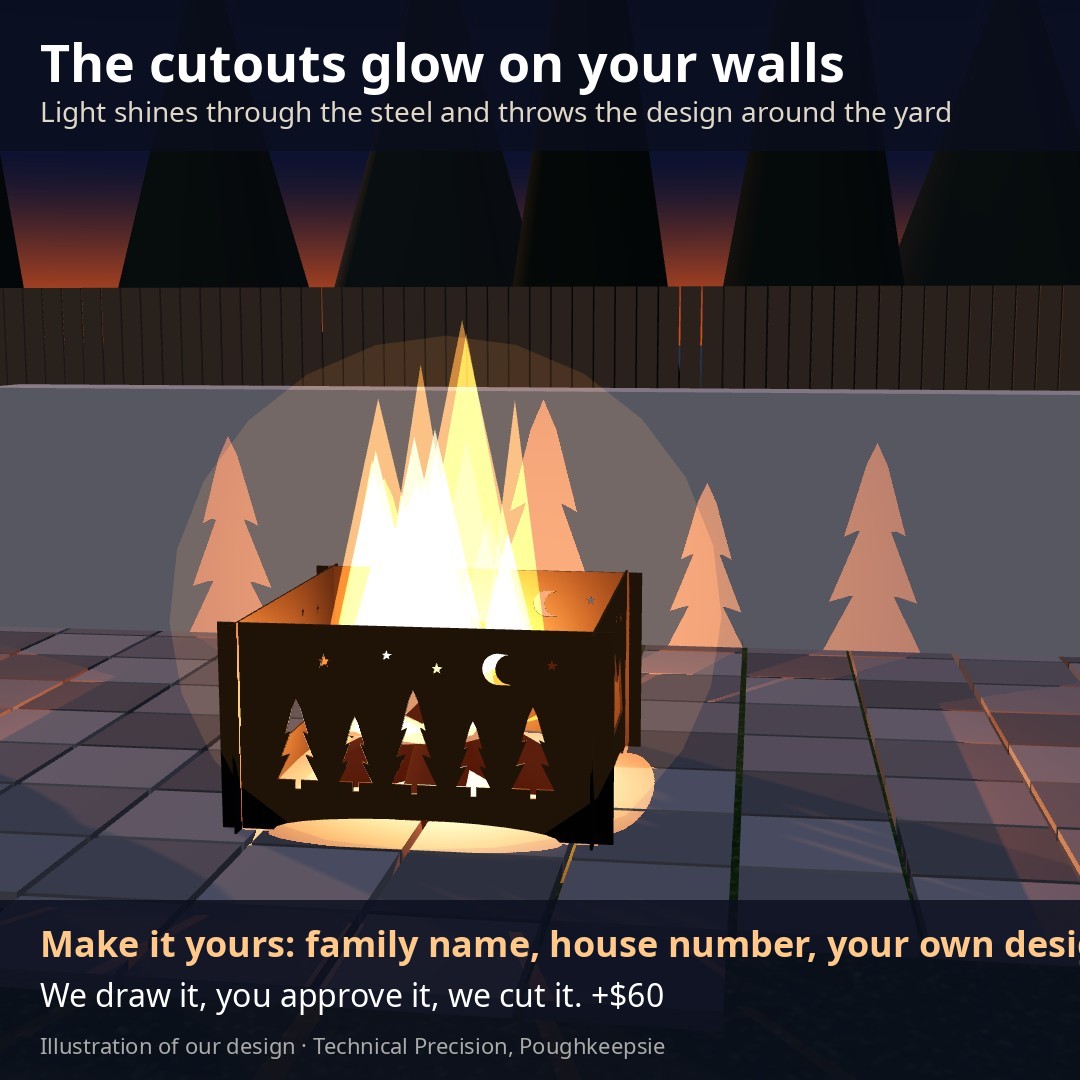 The cutouts glow on your walls
Light shines through the steel and throws the design around the yard
Make it yours: family name, house number, your own desi
We draw it, you approve it, we cut it. +$60
Illustration of our design · Technical Precision, Poughkeepsie